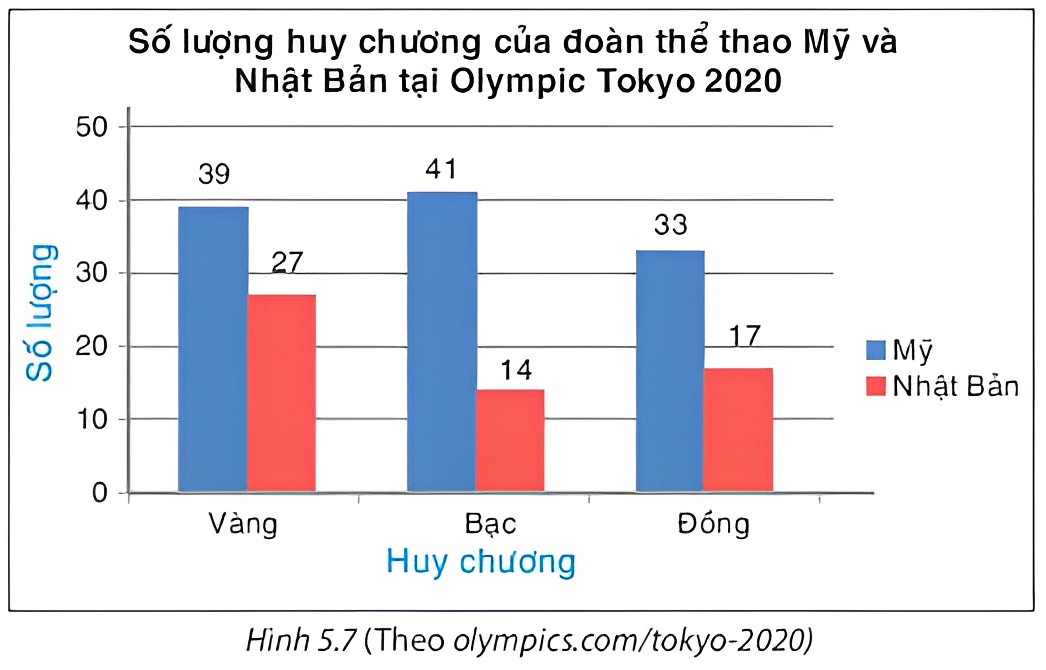 Số lượng huy chương của đoàn thể thao Mỹ và
Nhật Bản tại Olympic Tokyo 2020
50
40
30
20
10
0
Số lượng
39
27
41
14
33
17
Vàng
Bạc
Đồng
Huy chương
Mỹ
Nhật Bản
Hình 5.7 (Theo olympics.com/tokyo-2020)